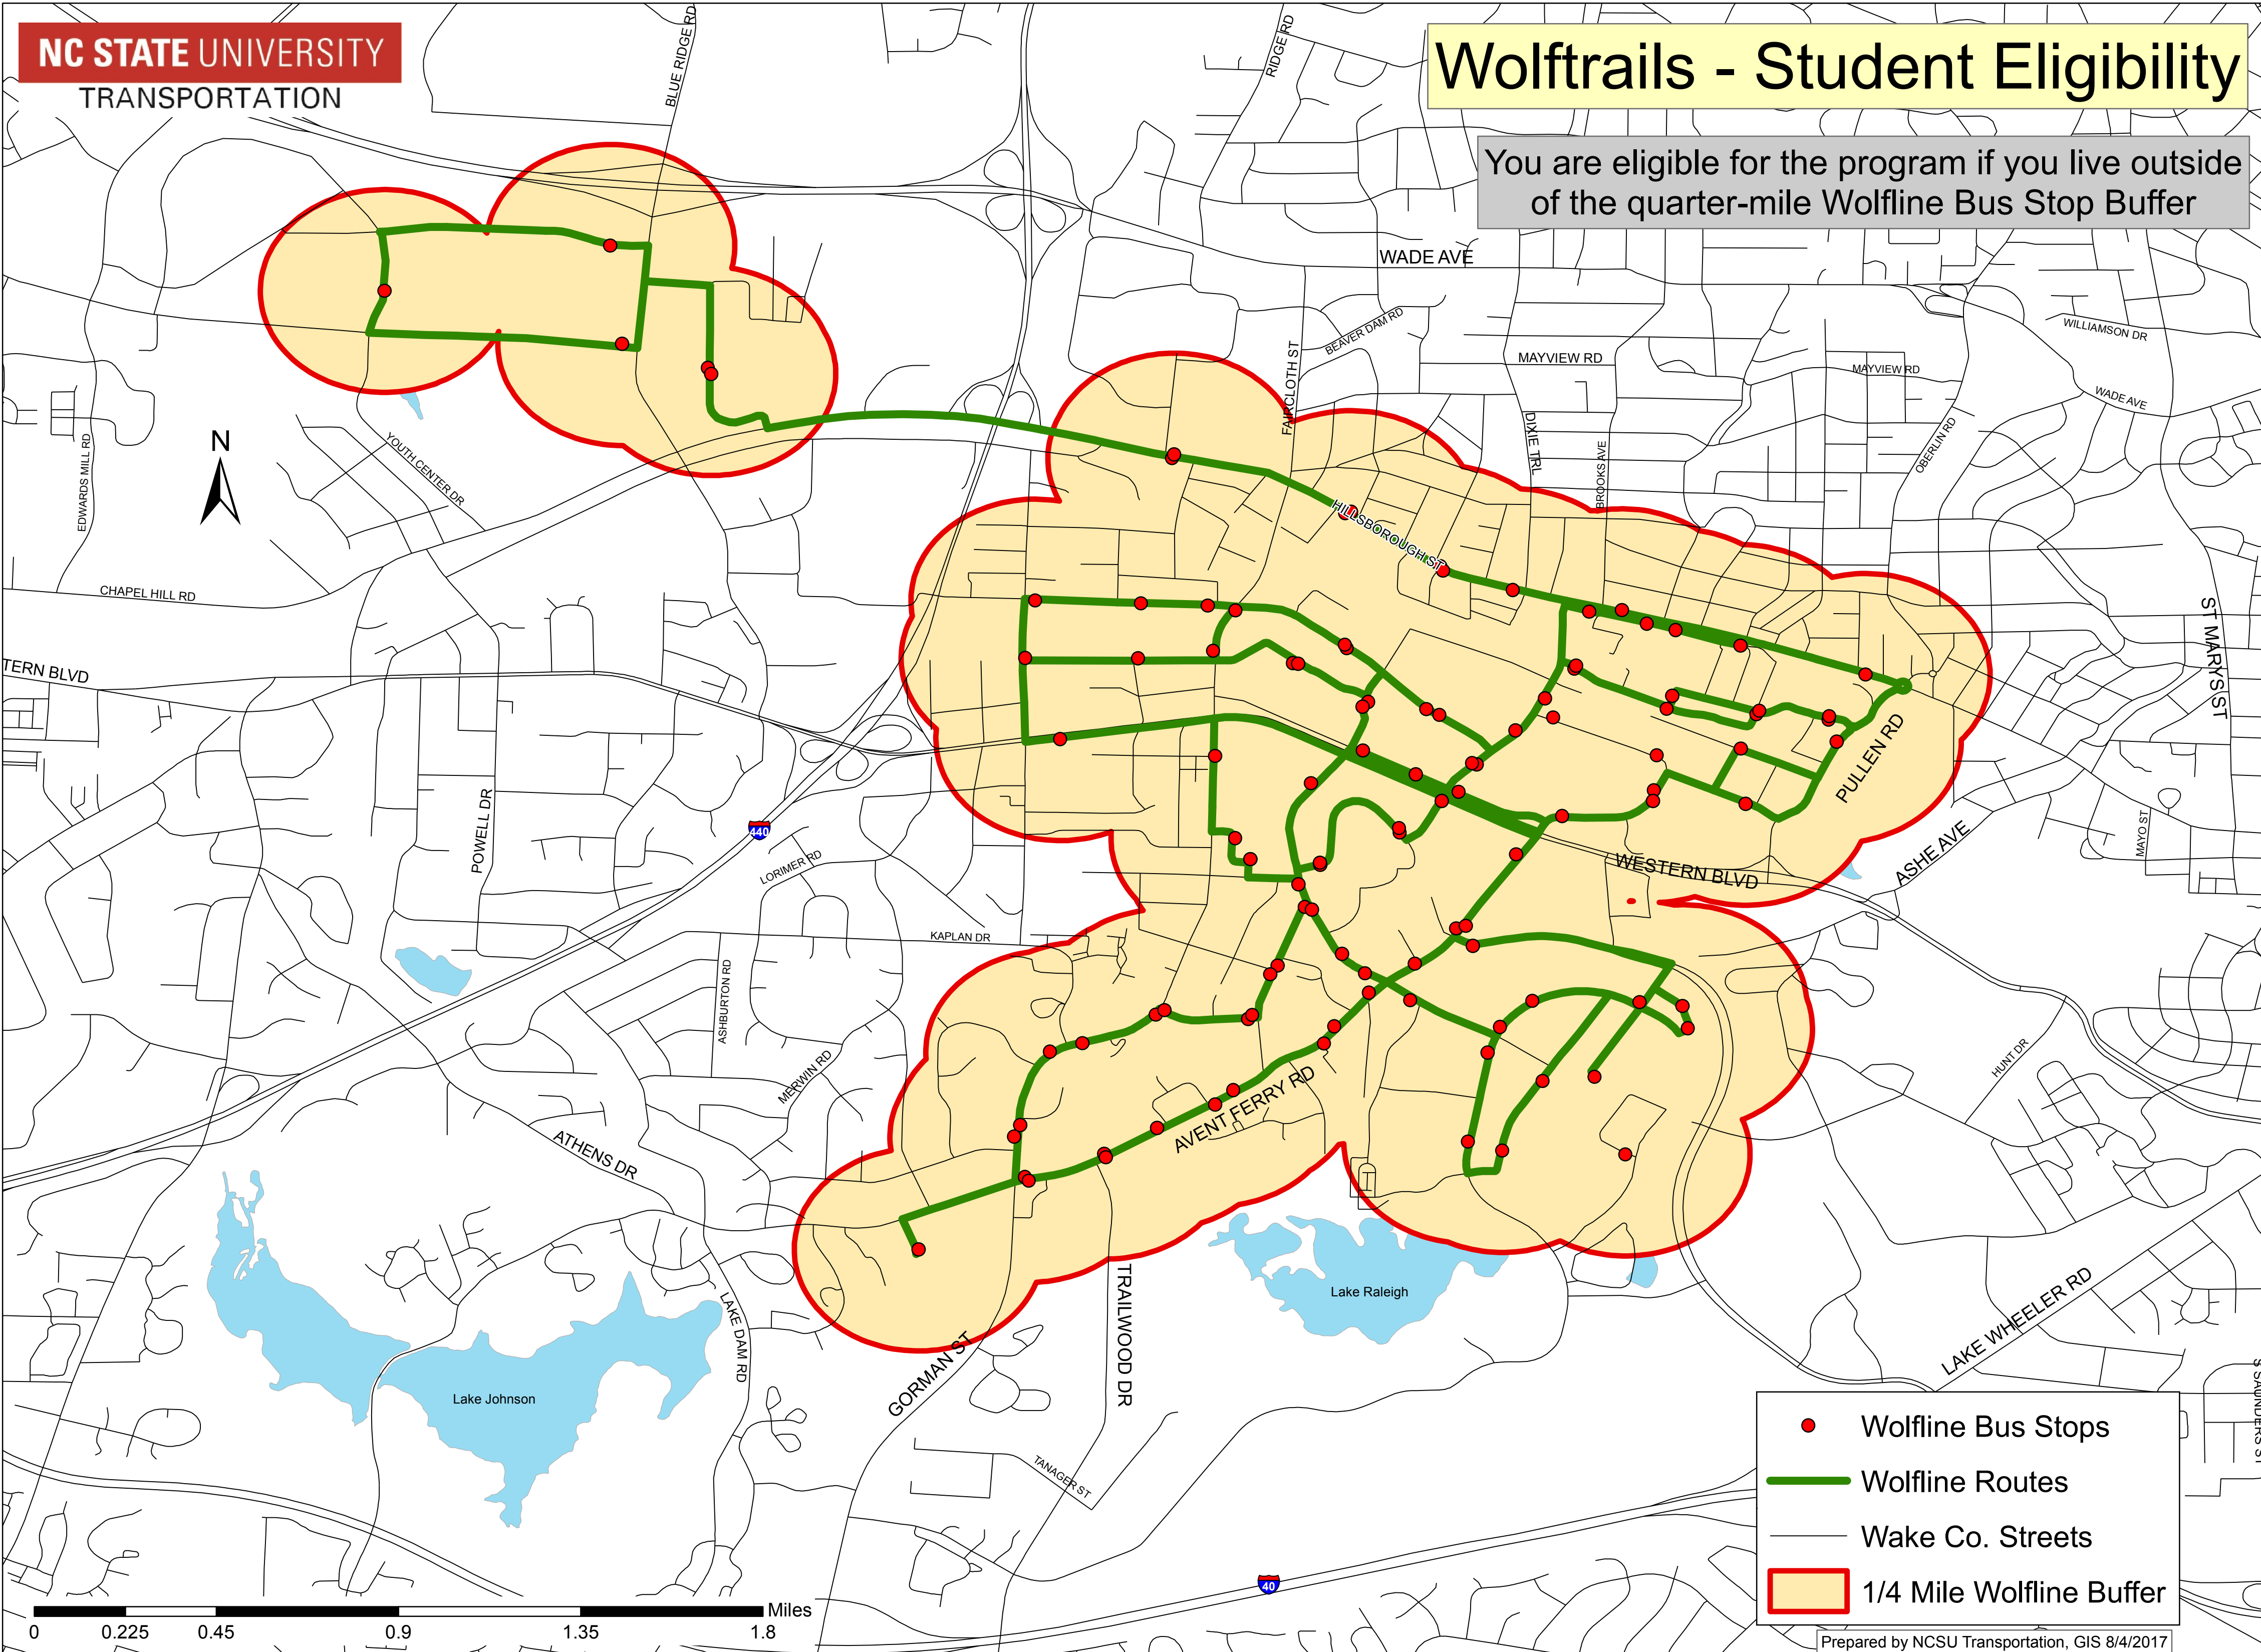 NC STATE UNIVERSITY
TRANSPORTATION
Wolftrails - Student Eligibility
You are eligible for the program if you live outside
of the quarter-mile Wolfline Bus Stop Buffer
BLUE RIDGE RD
RIDGE RD
WADE AVE
BEAVER DAM RD
FAIRCLOTH ST
MAYVIEW RD
MAYVIEW RD
WILLIAMSON DR
WADE AVE
DIXIE TRL
BROOKS AVE
OBERLIN RD
N
EDWARDS MILL RD
YOUTH CENTER DR
HILLSBOROUGH ST
CHAPEL HILL RD
ST MARYS ST
TERN BLVD
PULLEN RD
POWELL DR
440
LORIMER RD
MAYO ST
ASHE AVE
WESTERN BLVD
KAPLAN DR
ASHBURTON RD
MERWIN RD
HUNT DR
AVENT FERRY RD
ATHENS DR
LAKE DAM RD
TRAILWOOD DR
Lake Raleigh
LAKE WHEELER RD
GORMAN ST
Lake Johnson
S SAUNDERS ST
TANAGER ST
40
Wolfline Bus Stops
Wolfline Routes
Wake Co. Streets
1/4 Mile Wolfline Buffer
Miles
0 0.225 0.45 0.9 1.35 1.8
Prepared by NCSU Transportation, GIS 8/4/2017